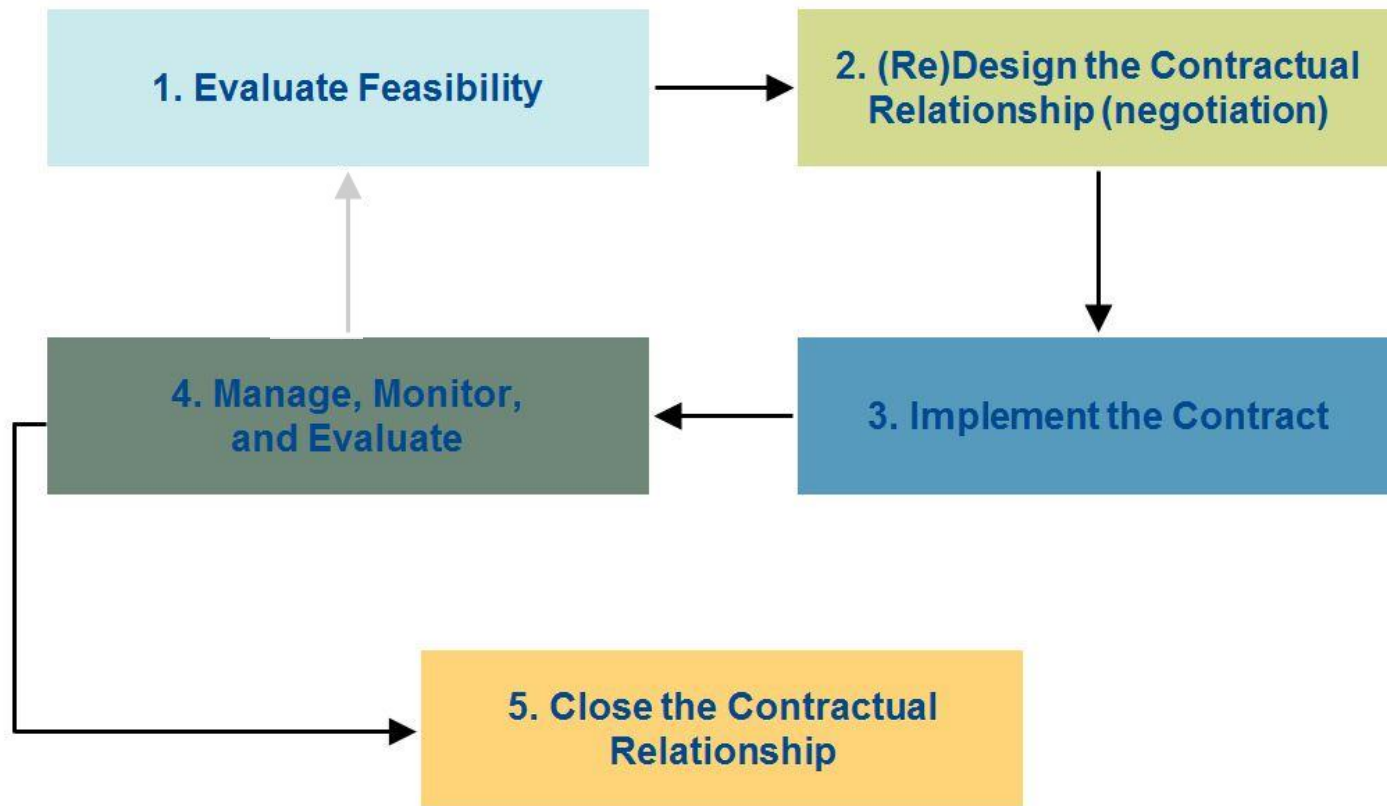 1. Evaluate Feasibility
2. (Re)Design the Contractual
Relationship (negotiation)
4. Manage, Monitor,
and Evaluate
3. Implement the Contract
5. Close the Contractual
Relationship